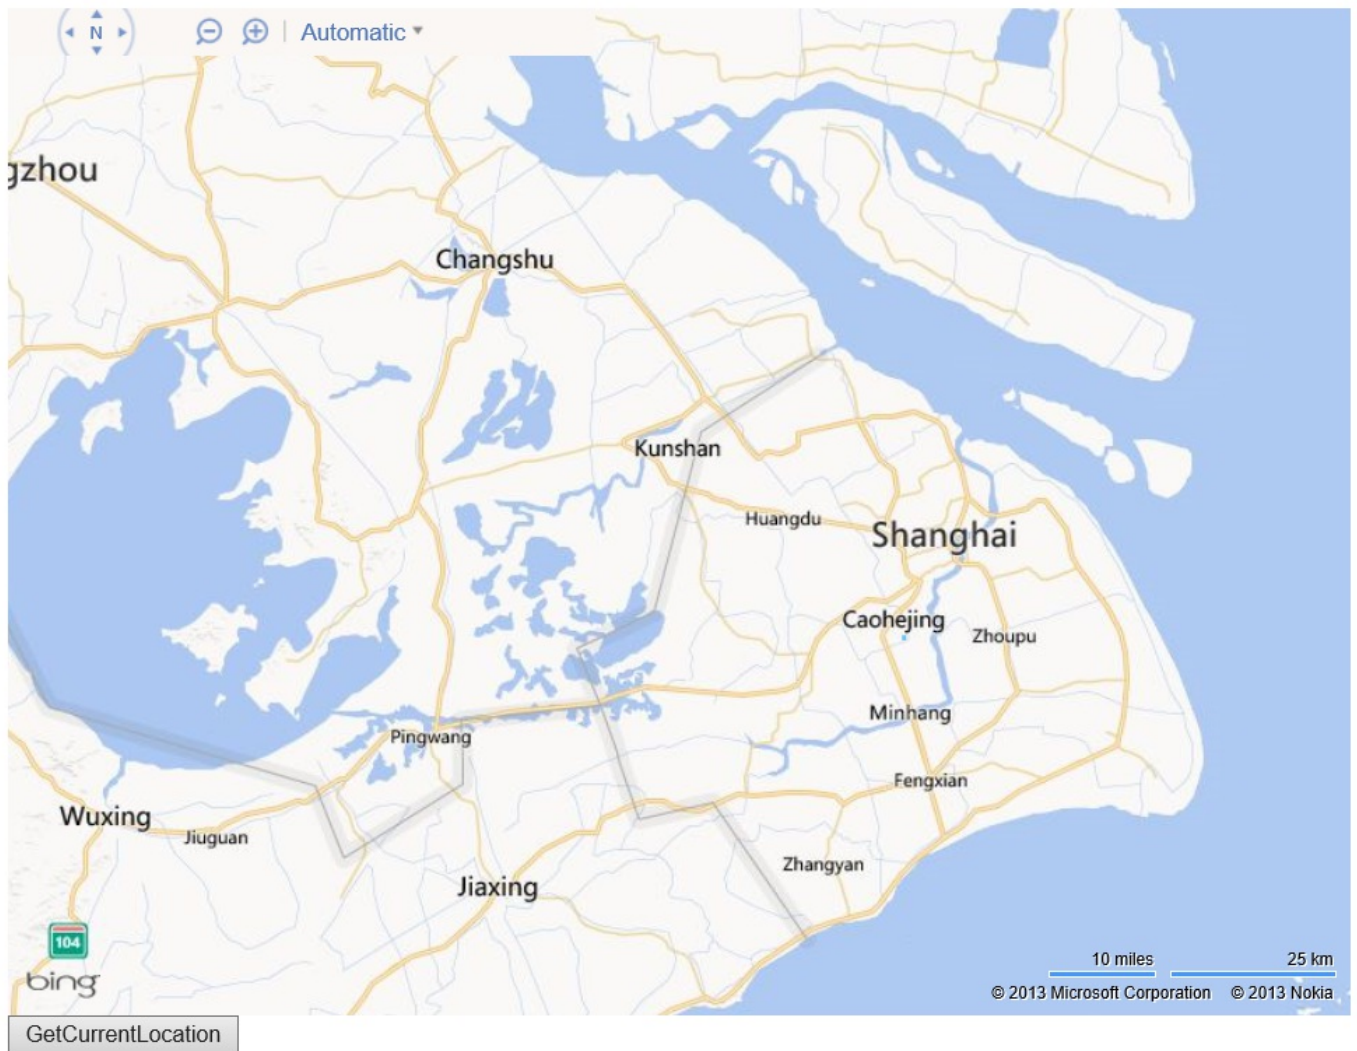 N
Automatic
gzhou
Changshu
Kunshan
Huangdu
Shanghai
Caohejing
Zhoupu
Minhang
Pingwang
Fengxian
Wuxing
Jiuguan
Zhangyan
Jiaxing
104
bing
10 miles 25 km
© 2013 Microsoft Corporation © 2013 Nokia
GetCurrentLocation